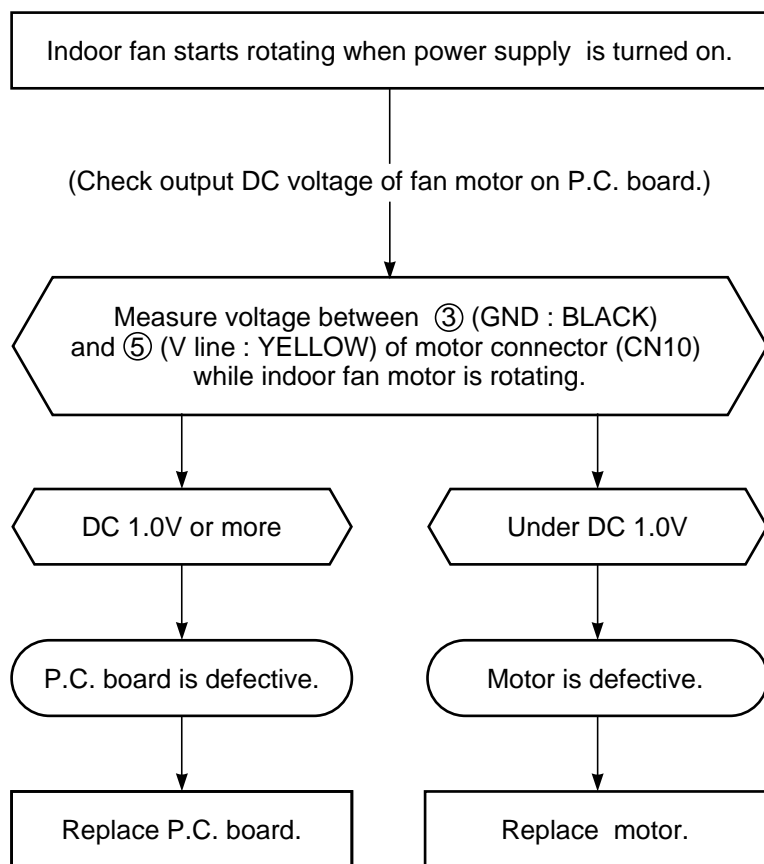 Indoor fan starts rotating when power supply is turned on.
(Check output DC voltage of fan motor on P.C. board.)
Measure voltage between ③ (GND : BLACK)
and ⑤ (V line : YELLOW) of motor connector (CN10)
while indoor fan motor is rotating.
DC 1.0V or more
Under DC 1.0V
P.C. board is defective.
Motor is defective.
Replace P.C. board.
Replace motor.